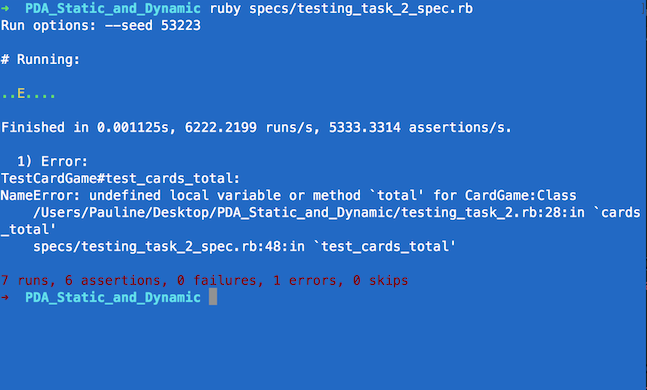 ➜  PDA_Static_and_Dynamic ruby specs/testing_task_2_spec.rb
Run options: --seed 53223
# Running:
..E....
Finished in 0.001125s, 6222.2199 runs/s, 5333.3314 assertions/s.
  1) Error:
TestCardGame#test_cards_total:
NameError: undefined local variable or method `total' for CardGame:Class
    /Users/Pauline/Desktop/PDA_Static_and_Dynamic/testing_task_2.rb:28:in `cards
_total'
    specs/testing_task_2_spec.rb:48:in `test_cards_total'
7 runs, 6 assertions, 0 failures, 1 errors, 0 skips
➜  PDA_Static_and_Dynamic